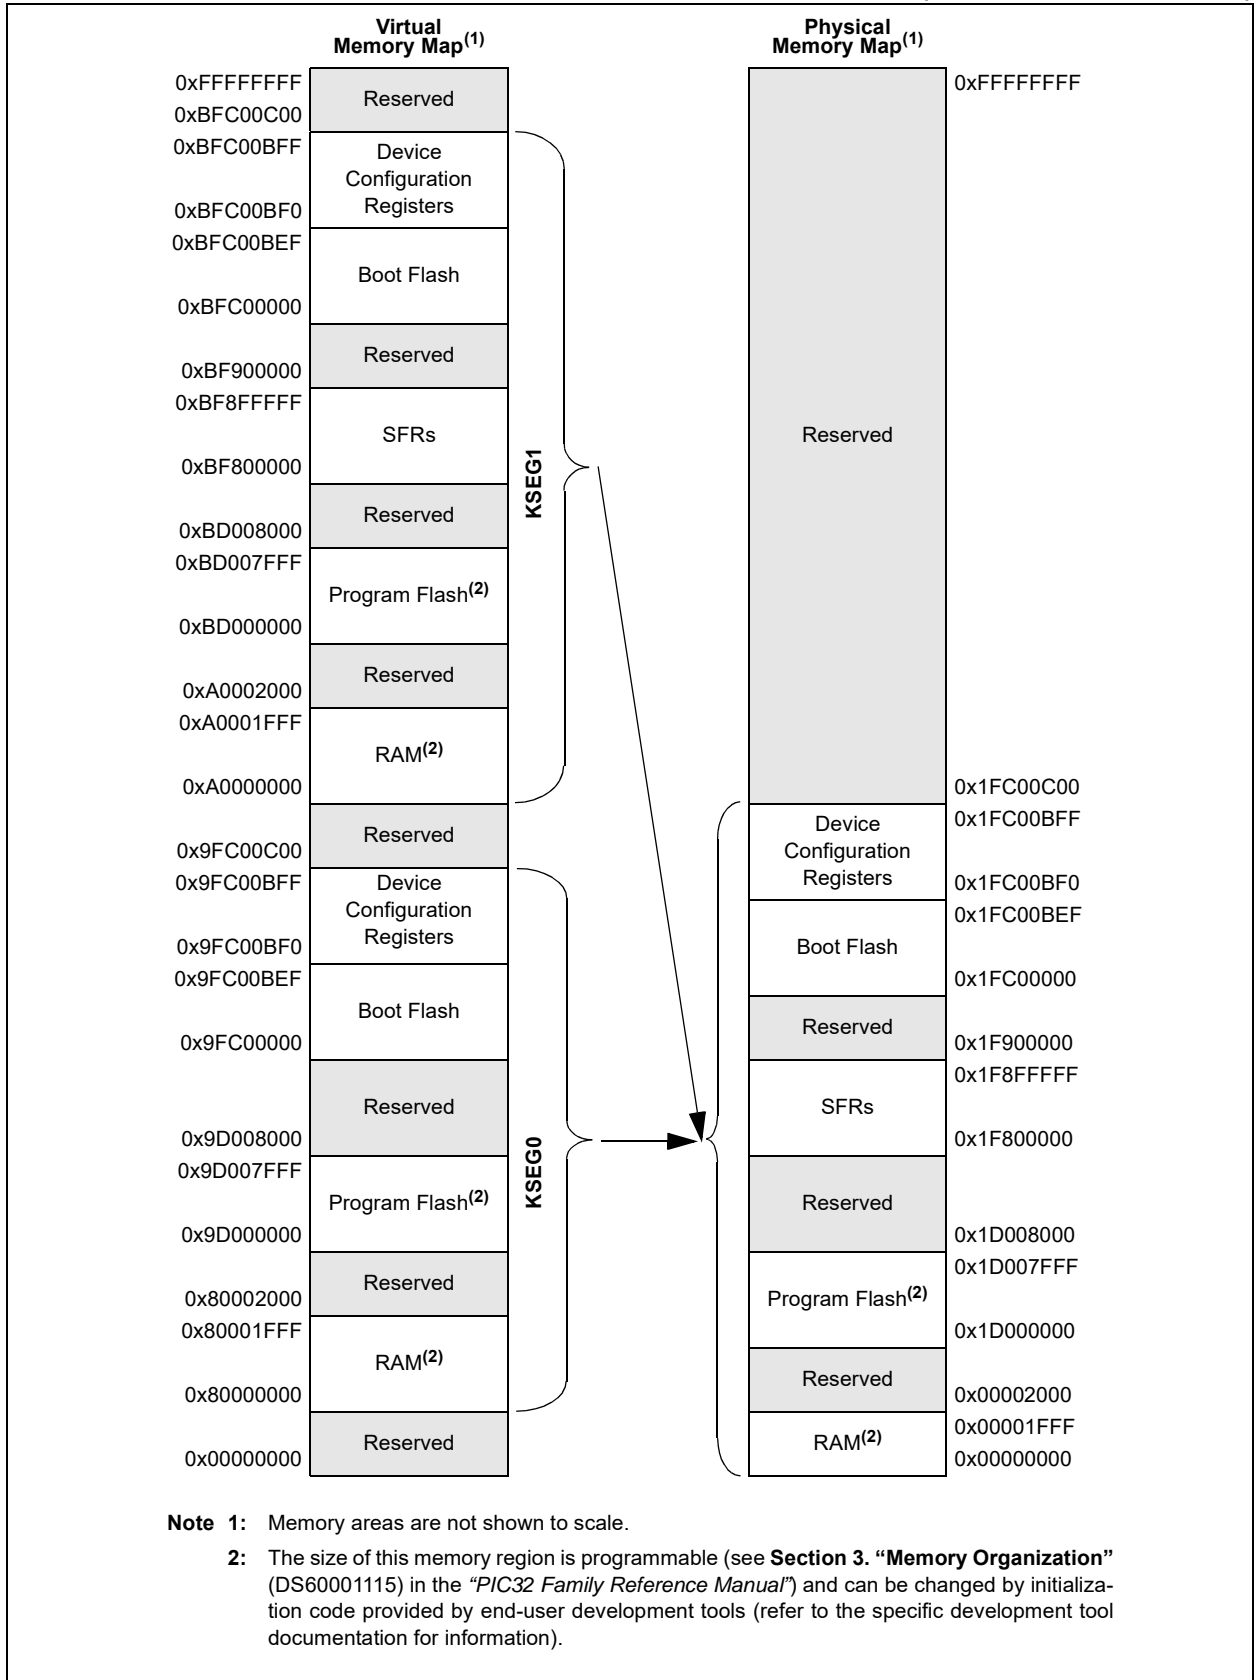 Virtual
Memory Map(1)
Physical
Memory Map(1)
0xFFFFFFFF
Reserved
0xBFC00C00
0xBFC00BFF
Device
Configuration
Registers
0xBFC00BF0
0xBFC00BEF
Boot Flash
0xBFC00000
Reserved
0xBF900000
0xBF8FFFFF
SFRs
0xBF800000
Reserved
0xBD008000
0xBD007FFF
Program Flash(2)
0xBD000000
Reserved
0xA0002000
0xA0001FFF
RAM(2)
0xA0000000
KSEG1
Reserved
0x9FC00C00
0x9FC00BFF
Device
Configuration
Registers
0x9FC00BF0
0x9FC00BEF
Boot Flash
0x9FC00000
Reserved
0x9D008000
0x9D007FFF
Program Flash(2)
0x9D000000
Reserved
0x80002000
0x80001FFF
RAM(2)
0x80000000
KSEG0
Reserved
0x00000000
0xFFFFFFFF
Reserved
0x1FC00C00
0x1FC00BFF
Device
Configuration
Registers
0x1FC00BF0
0x1FC00BEF
Boot Flash
0x1FC00000
Reserved
0x1F900000
0x1F8FFFFF
SFRs
0x1F800000
Reserved
0x1D008000
0x1D007FFF
Program Flash(2)
0x1D000000
Reserved
0x00002000
0x00001FFF
RAM(2)
0x00000000
Note 1: Memory areas are not shown to scale.
2: The size of this memory region is programmable (see Section 3. “Memory Organization”
(DS60001115) in the “PIC32 Family Reference Manual”) and can be changed by initializa-
tion code provided by end-user development tools (refer to the specific development tool
documentation for information).